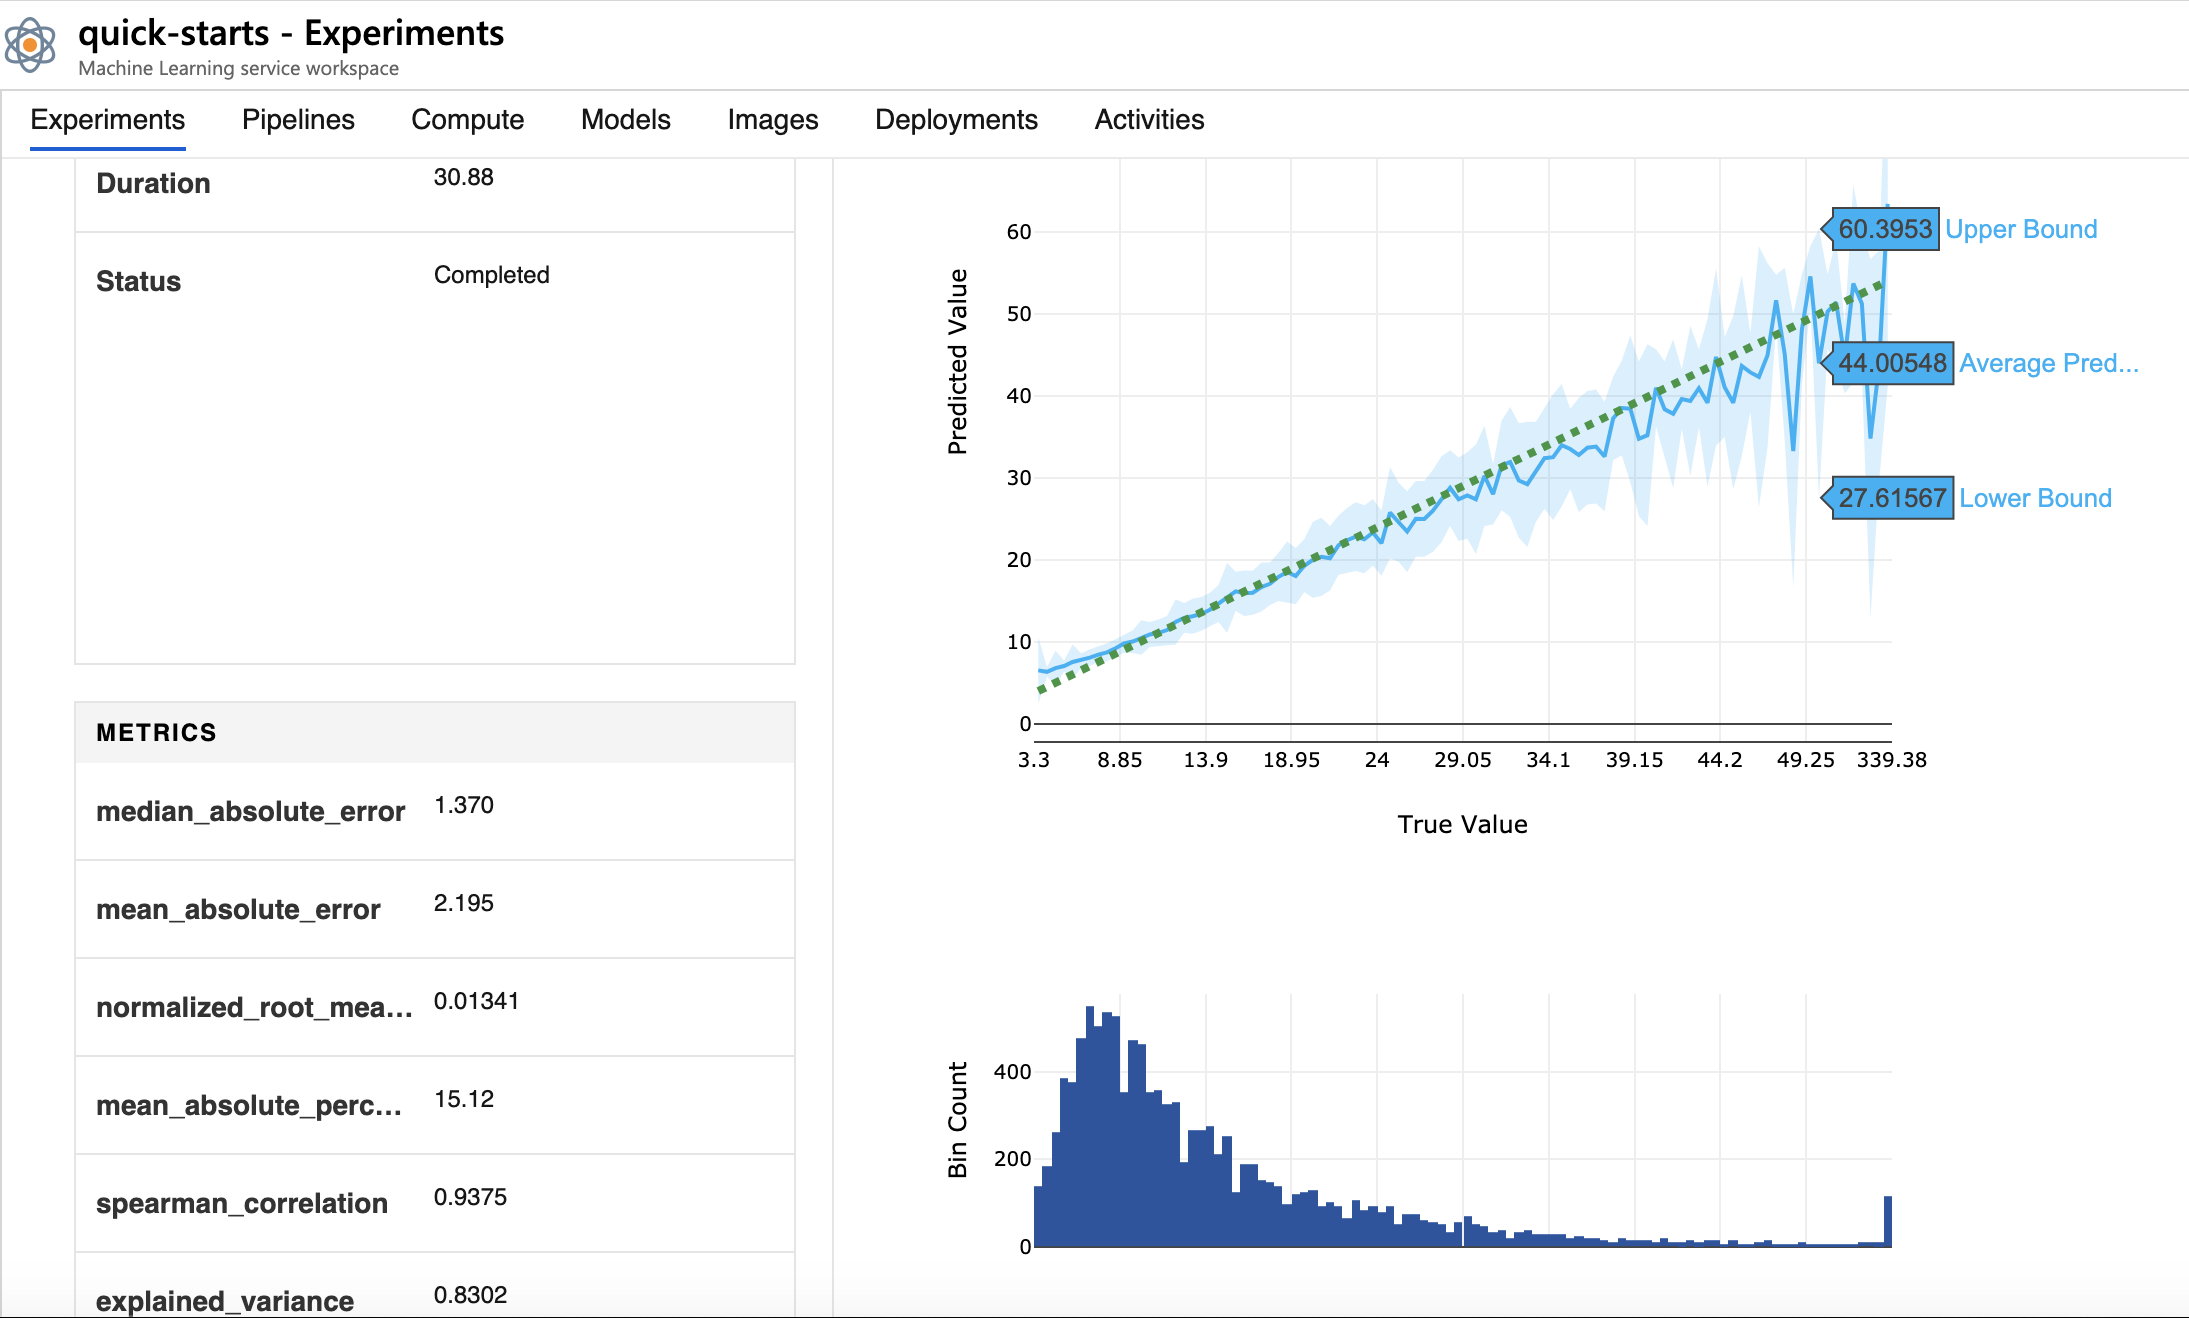 quick-starts - Experiments
Machine Learning service workspace
Experiments Pipelines Compute Models Images Deployments Activities
Duration 30.88
Status Completed
METRICS
median_absolute_error 1.370
mean_absolute_error 2.195
normalized_root_mea... 0.01341
mean_absolute_perc... 15.12
spearman_correlation 0.9375
explained_variance 0.8302
Predicted Value
60
50
40
30
20
10
0
60.3953 Upper Bound
44.00548 Average Pred...
27.61567 Lower Bound
3.3 8.85 13.9 18.95 24 29.05 34.1 39.15 44.2 49.25 339.38
True Value
Bin Count
400
200
0